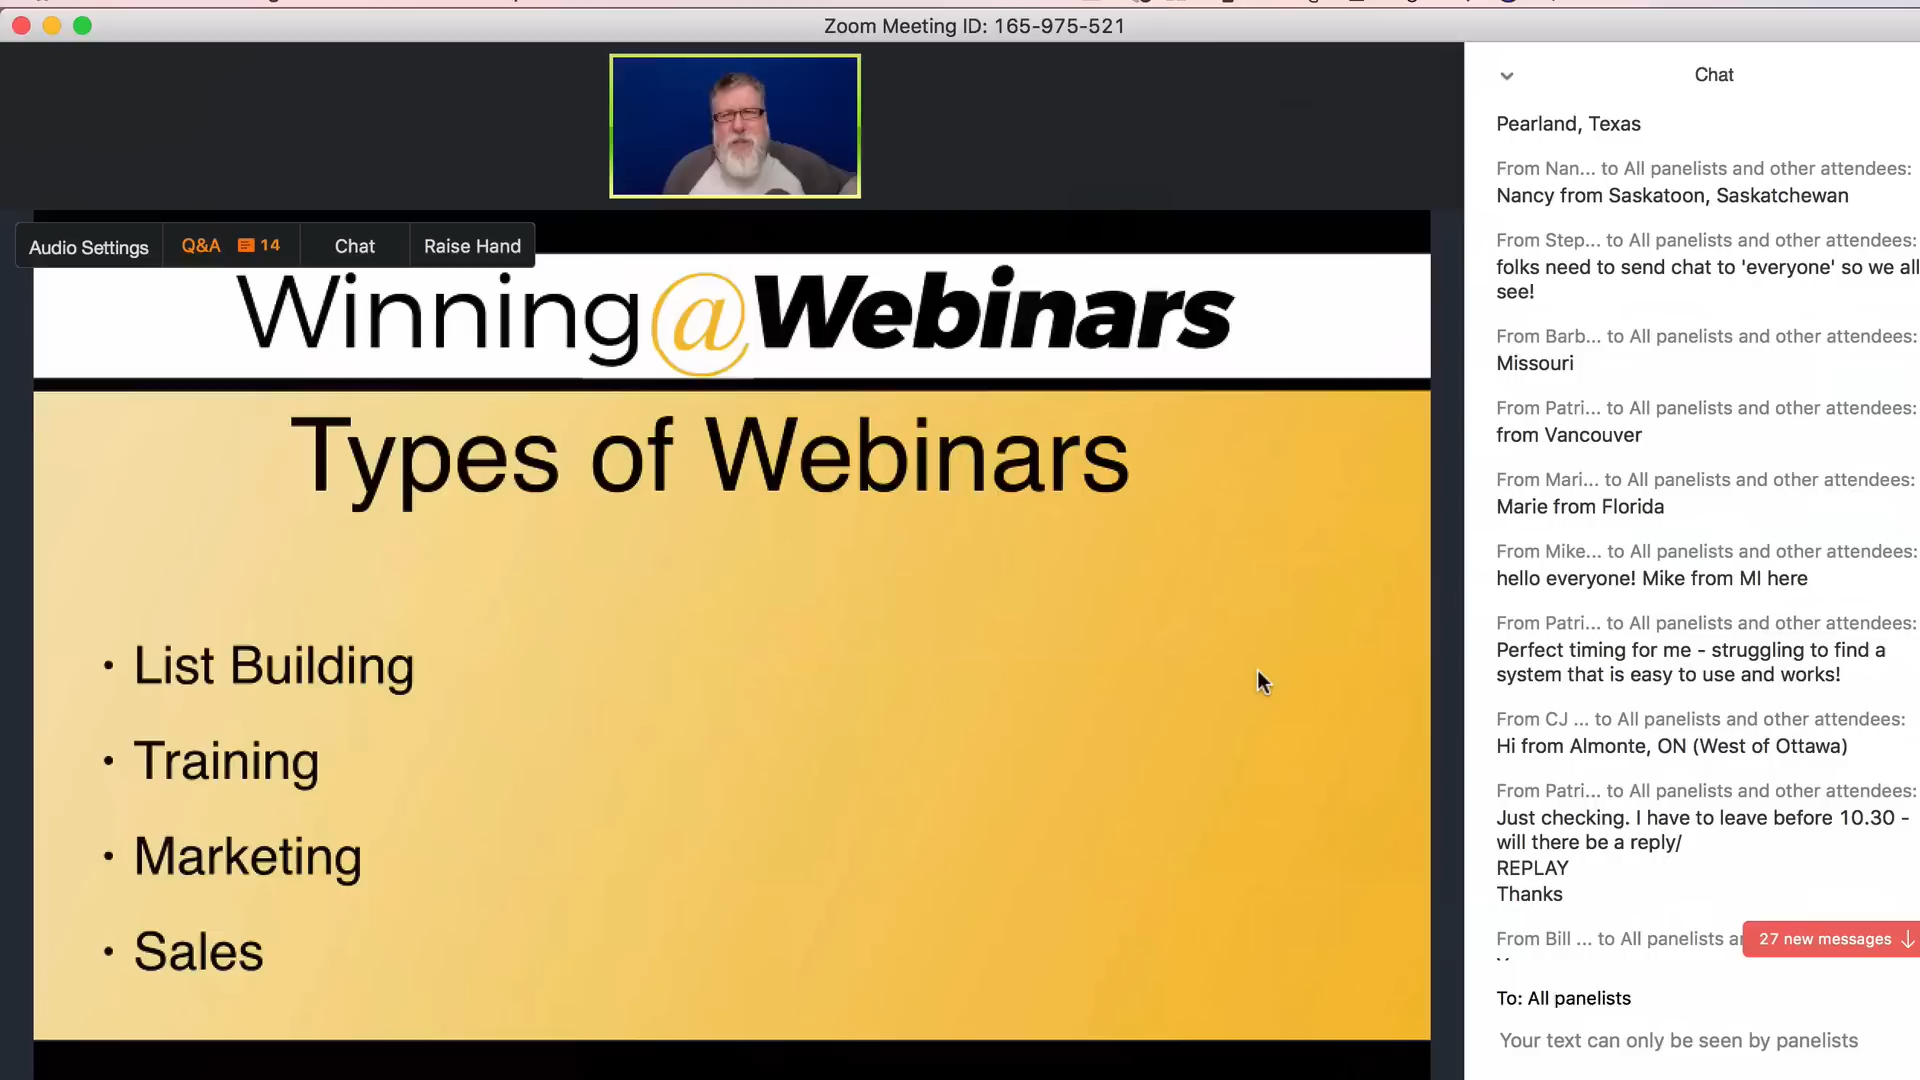 Zoom Meeting ID: 165-975-521
Audio Settings
Q&A 14
Chat
Raise Hand
Winning@Webinars
Types of Webinars
• List Building
• Training
• Marketing
• Sales
Chat
Pearland, Texas
From Nan... to All panelists and other attendees:
Nancy from Saskatoon, Saskatchewan
From Step... to All panelists and other attendees:
folks need to send chat to 'everyone' so we all
see!
From Barb... to All panelists and other attendees:
Missouri
From Patri... to All panelists and other attendees:
from Vancouver
From Mari... to All panelists and other attendees:
Marie from Florida
From Mike... to All panelists and other attendees:
hello everyone! Mike from MI here
From Patri... to All panelists and other attendees:
Perfect timing for me - struggling to find a
system that is easy to use and works!
From CJ ... to All panelists and other attendees:
Hi from Almonte, ON (West of Ottawa)
From Patri... to All panelists and other attendees:
Just checking. I have to leave before 10.30 -
will there be a reply/
REPLAY
Thanks
From Bill ... to All panelists
27 new messages
To: All panelists
Your text can only be seen by panelists